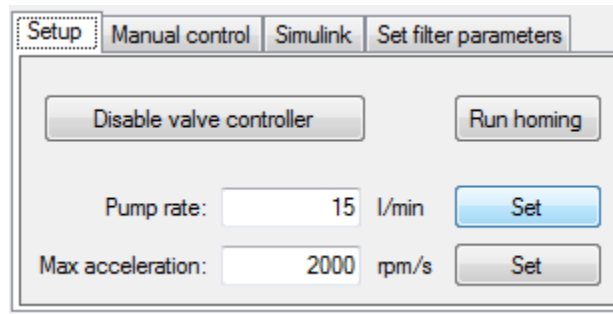 Setup Manual control Simulink Set filter parameters
Disable valve controller Run homing
Pump rate: 15 l/min Set
Max acceleration: 2000 rpm/s Set